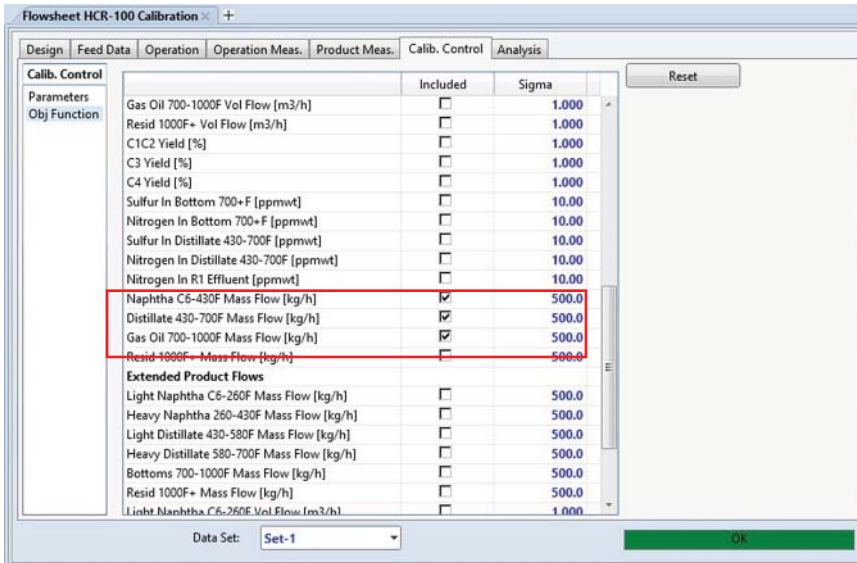 Flowsheet HCR-100 Calibration × +
Design Feed Data Operation Operation Meas. Product Meas. Calib. Control Analysis
Calib. Control
Parameters
Obj Function
Included Sigma
Reset
Gas Oil 700-1000F Vol Flow [m3/h] 1.000
Resid 1000F+ Vol Flow [m3/h] 1.000
C1C2 Yield [%] 1.000
C3 Yield [%] 1.000
C4 Yield [%] 1.000
Sulfur In Bottom 700+F [ppmwt] 10.00
Nitrogen In Bottom 700+F [ppmwt] 10.00
Sulfur In Distillate 430-700F [ppmwt] 10.00
Nitrogen In Distillate 430-700F [ppmwt] 10.00
Nitrogen In R1 Effluent [ppmwt] 10.00
Naphtha C6-430F Mass Flow [kg/h] 500.0
Distillate 430-700F Mass Flow [kg/h] 500.0
Gas Oil 700-1000F Mass Flow [kg/h] 500.0
Resid 1000F+ Mass Flow [kg/h] 500.0
Extended Product Flows
Light Naphtha C6-260F Mass Flow [kg/h] 500.0
Heavy Naphtha 260-430F Mass Flow [kg/h] 500.0
Light Distillate 430-580F Mass Flow [kg/h] 500.0
Heavy Distillate 580-700F Mass Flow [kg/h] 500.0
Bottoms 700-1000F Mass Flow [kg/h] 500.0
Resid 1000F+ Mass Flow [kg/h] 500.0
Light Naphtha C6-260F Vol Flow [m3/h] 1.000
Data Set: Set-1
OK